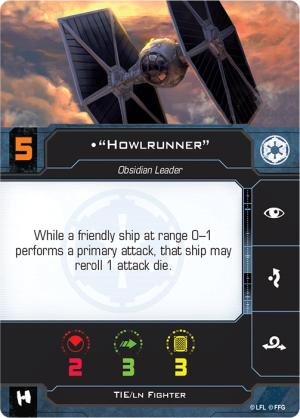 5
•“Howlrunner”
Obsidian Leader
While a friendly ship at range 0–1
performs a primary attack, that ship may
reroll 1 attack die.
2 3 3
TIE/ln Fighter
©LFL ©FFG